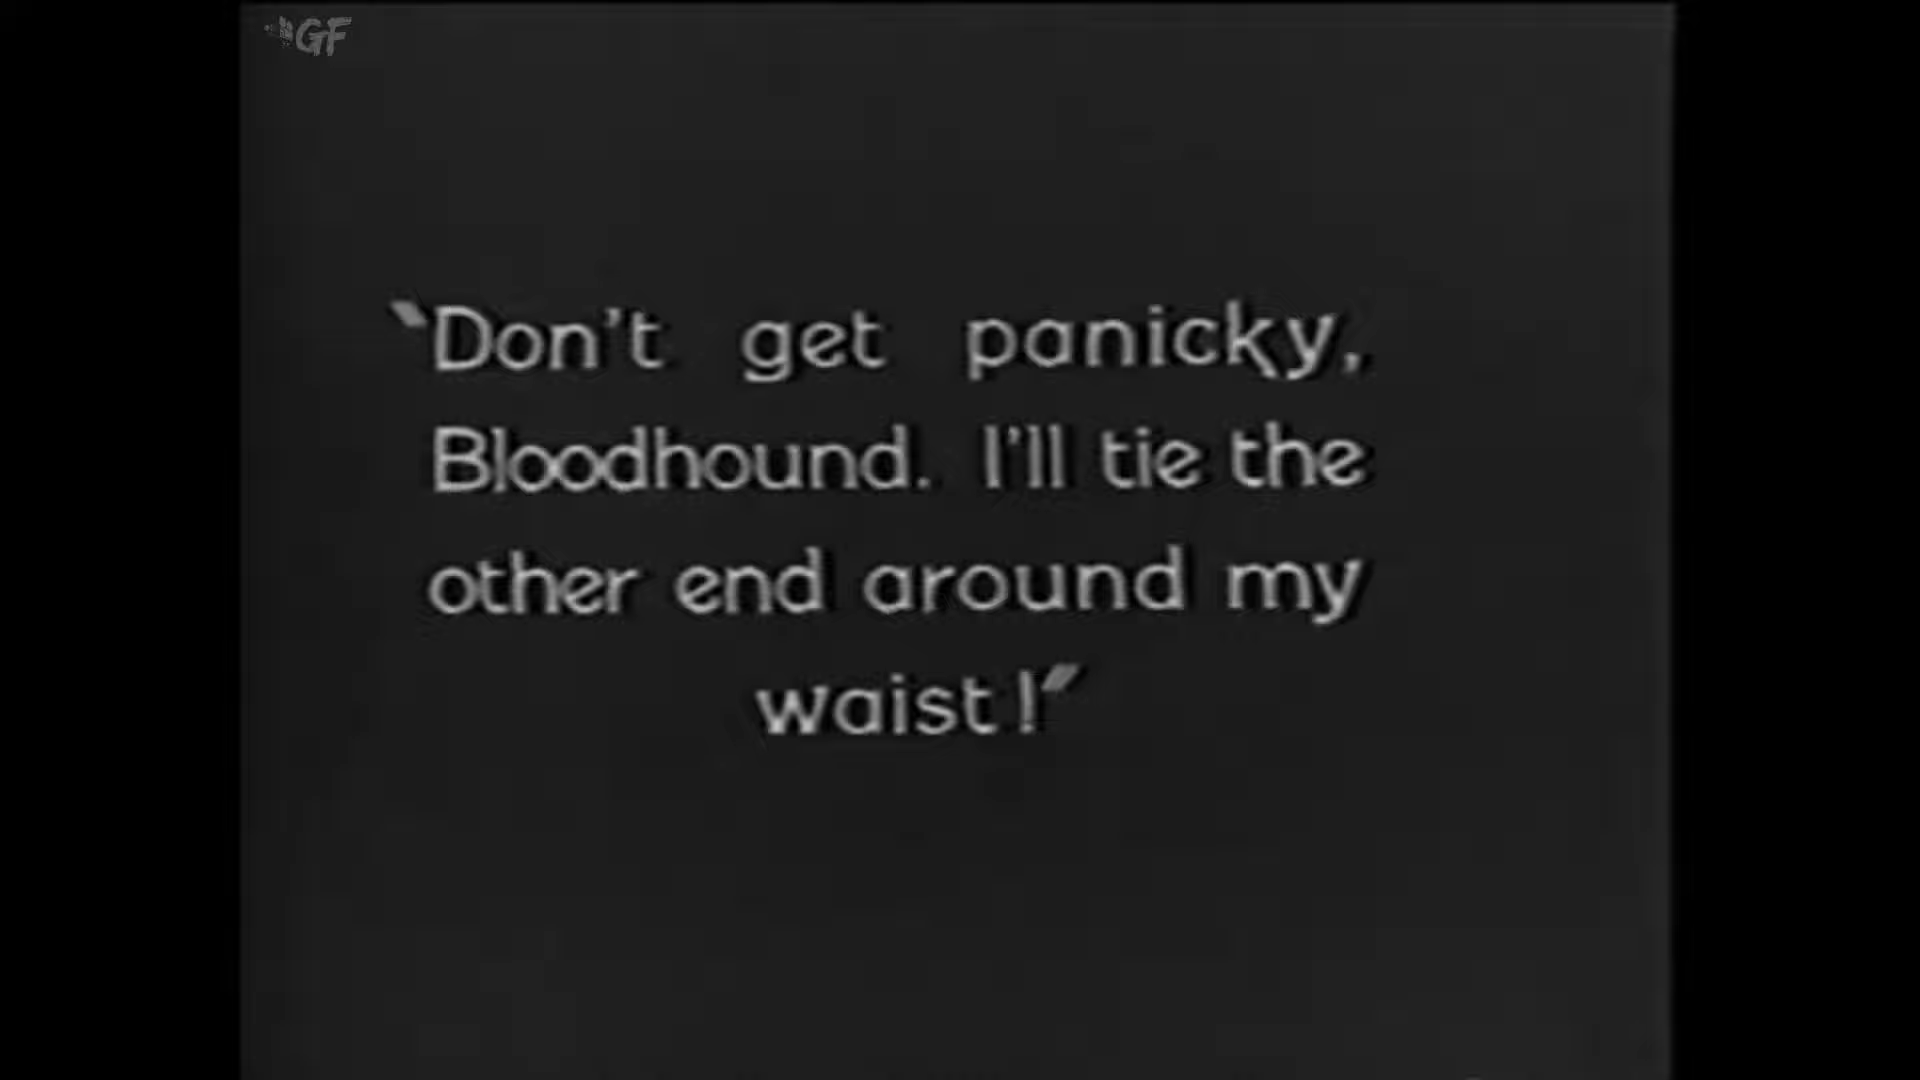 GF
"Don't get panicky,
Bloodhound. I'll tie the
other end around my
waist!"